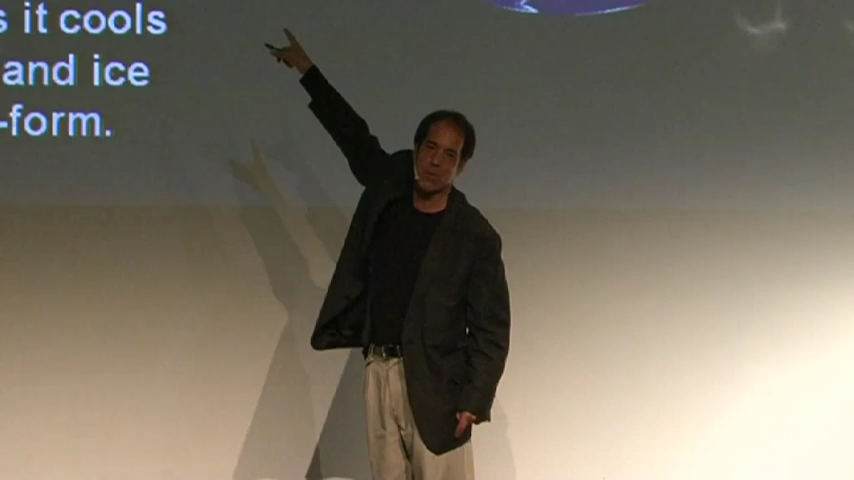 it cools
and ice
-form.